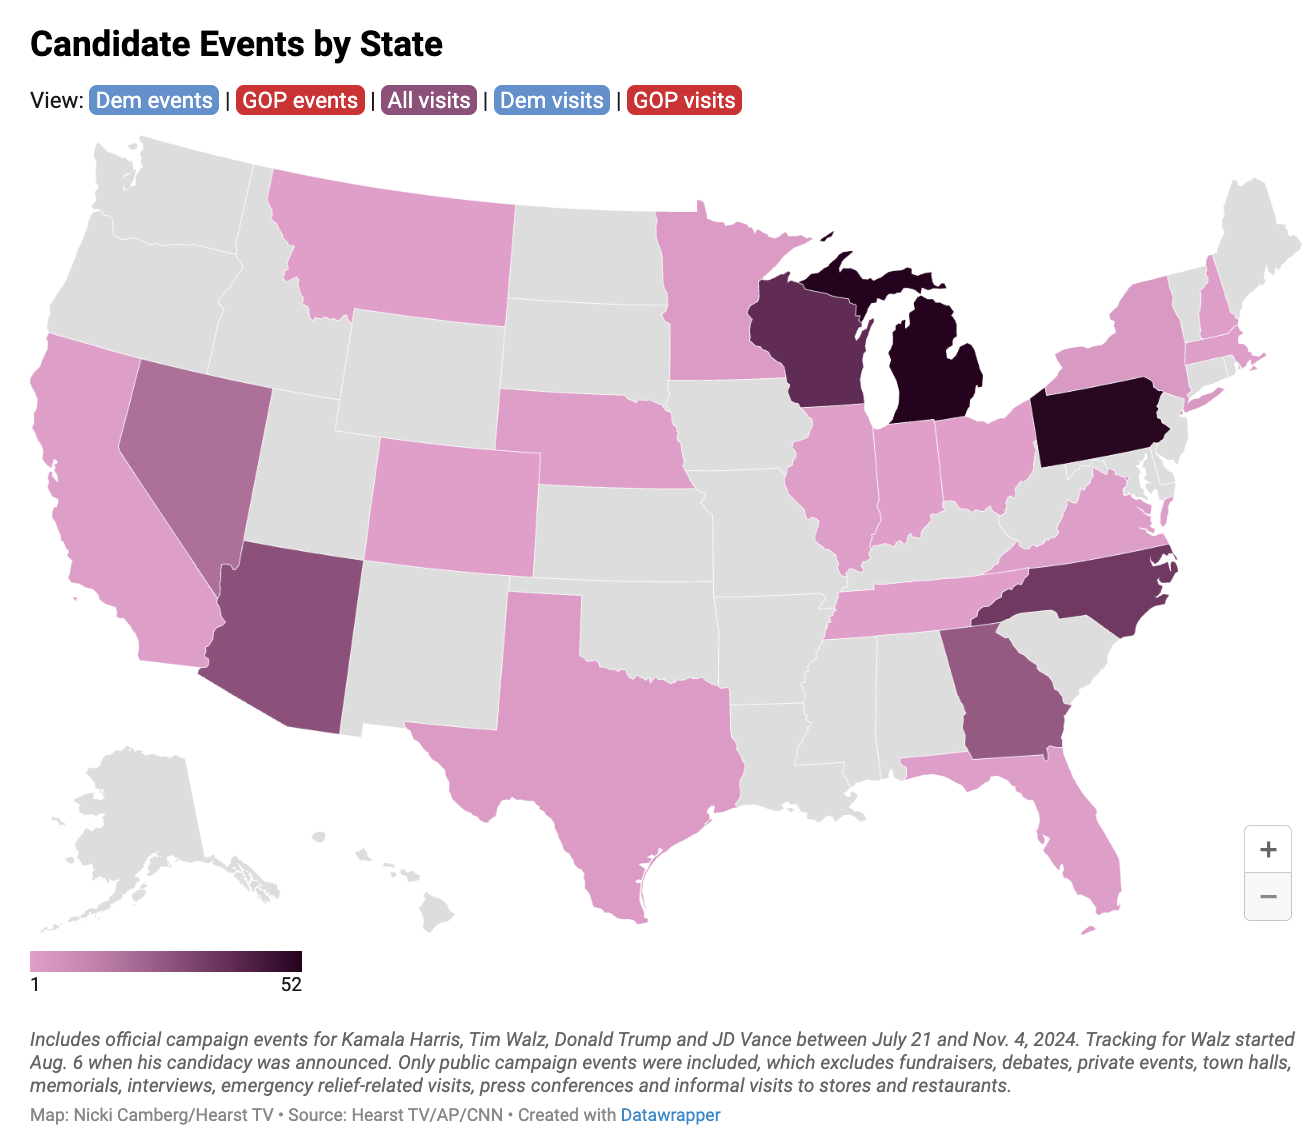 Candidate Events by State
View: Dem events | GOP events | All visits | Dem visits | GOP visits
+
−
1 52
Includes official campaign events for Kamala Harris, Tim Walz, Donald Trump and JD Vance between July 21 and Nov. 4, 2024. Tracking for Walz started
Aug. 6 when his candidacy was announced. Only public campaign events were included, which excludes fundraisers, debates, private events, town halls,
memorials, interviews, emergency relief-related visits, press conferences and informal visits to stores and restaurants.
Map: Nicki Camberg/Hearst TV • Source: Hearst TV/AP/CNN • Created with Datawrapper